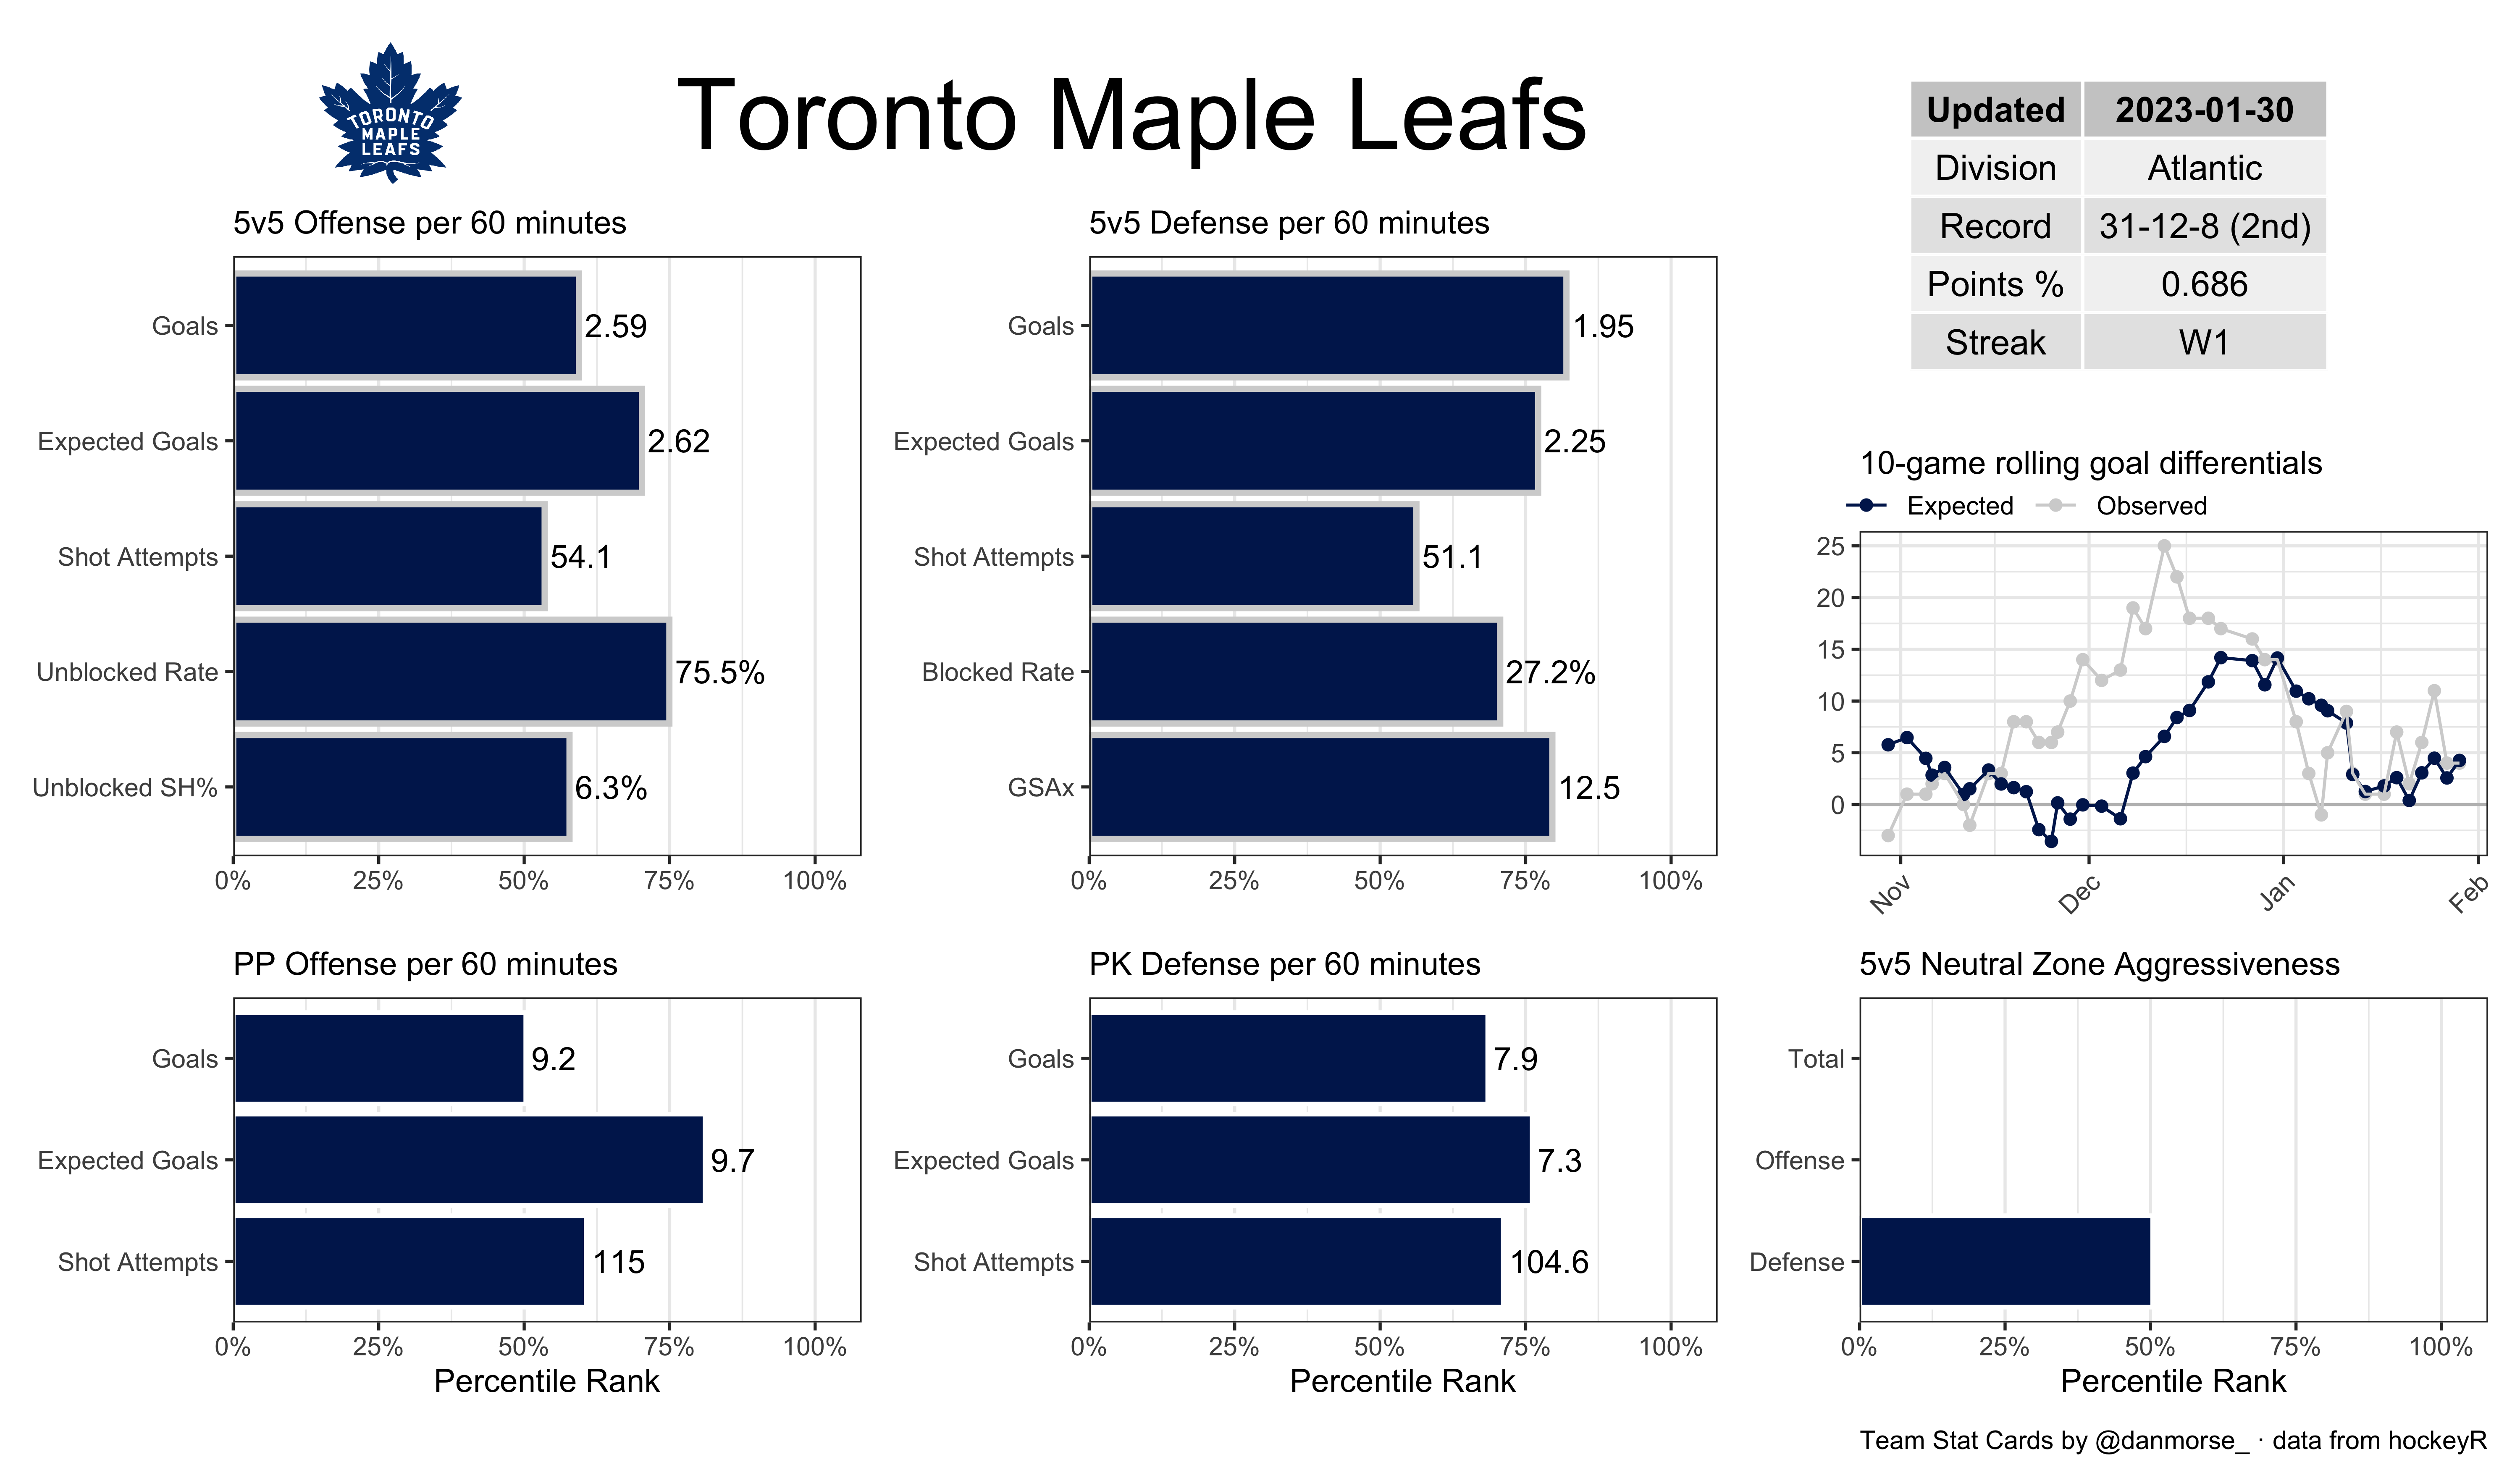 TORONTO
MAPLE
LEAFS
Toronto Maple Leafs
Updated 2023-01-30
Division Atlantic
Record 31-12-8 (2nd)
Points % 0.686
Streak W1
5v5 Offense per 60 minutes
Goals 2.59
Expected Goals 2.62
Shot Attempts 54.1
Unblocked Rate 75.5%
Unblocked SH% 6.3%
0% 25% 50% 75% 100%
5v5 Defense per 60 minutes
Goals 1.95
Expected Goals 2.25
Shot Attempts 51.1
Blocked Rate 27.2%
GSAx 12.5
0% 25% 50% 75% 100%
10-game rolling goal differentials
Expected Observed
25
20
15
10
5
0
Nov Dec Jan Feb
PP Offense per 60 minutes
Goals 9.2
Expected Goals 9.7
Shot Attempts 115
0% 25% 50% 75% 100%
Percentile Rank
PK Defense per 60 minutes
Goals 7.9
Expected Goals 7.3
Shot Attempts 104.6
0% 25% 50% 75% 100%
Percentile Rank
5v5 Neutral Zone Aggressiveness
Total
Offense
Defense
0% 25% 50% 75% 100%
Percentile Rank
Team Stat Cards by @danmorse_ · data from hockeyR